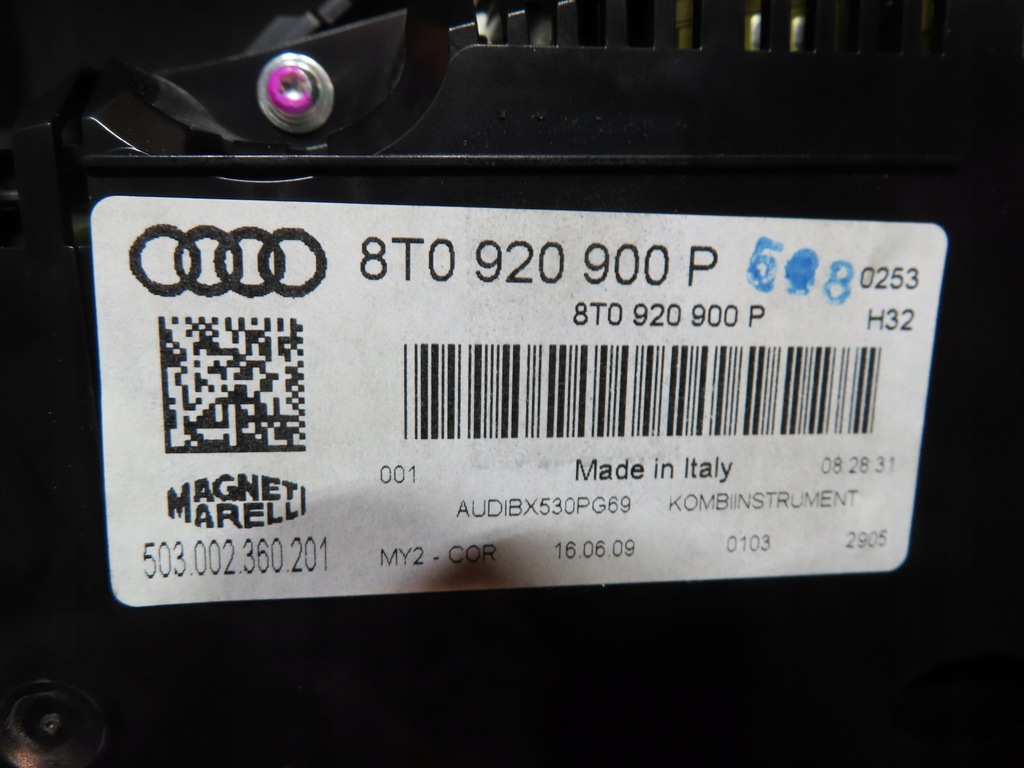 8T0 920 900 P 0253
8T0 920 900 P H32
001 Made in Italy 08:28:31
MAGNETI MARELLI
AUDIBX530PG69 KOMBIINSTRUMENT
503.002.360.201
MY2 - COR 16.06.09 0103 2905